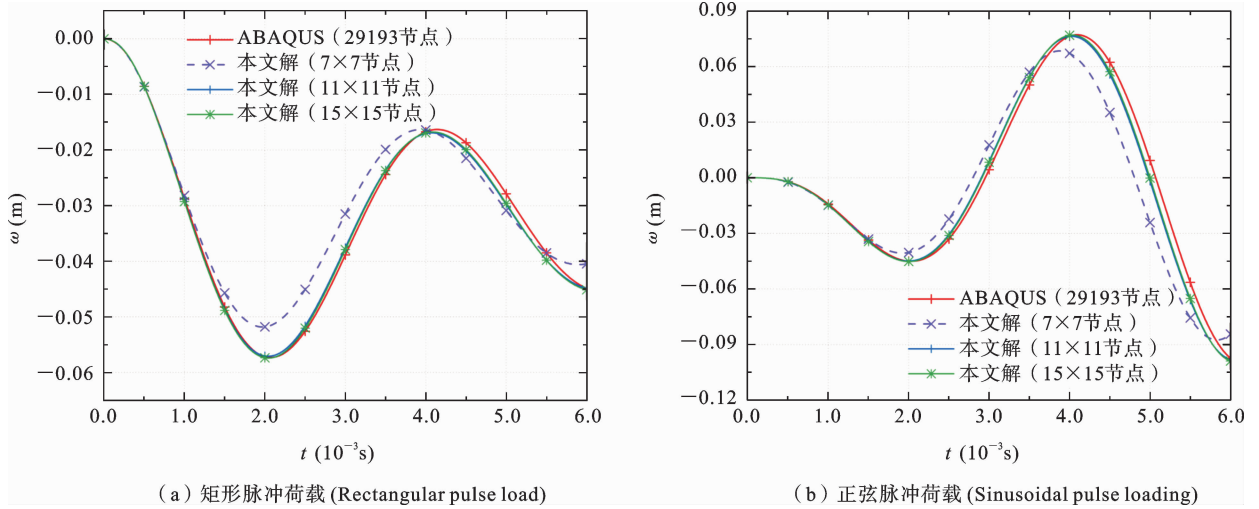 0.00
−0.01
−0.02
−0.03
−0.04
−0.05
−0.06
ω (m)
ABAQUS（29193节点）
本文解（7×7节点）
本文解（11×11节点）
本文解（15×15节点）
0.0 1.0 2.0 3.0 4.0 5.0 6.0
t (10⁻³s)
（a）矩形脉冲荷载 (Rectangular pulse load)
0.09
0.06
0.03
0.00
−0.03
−0.06
−0.09
−0.12
ω (m)
ABAQUS（29193节点）
本文解（7×7节点）
本文解（11×11节点）
本文解（15×15节点）
0.0 1.0 2.0 3.0 4.0 5.0 6.0
t (10⁻³s)
（b）正弦脉冲荷载 (Sinusoidal pulse loading)